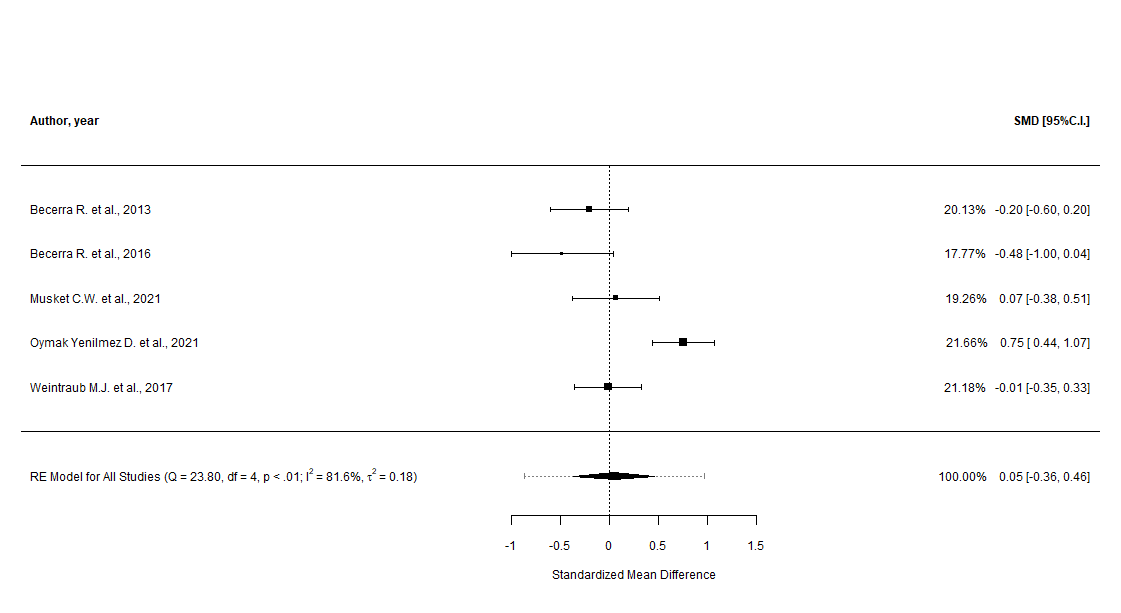 Author, year SMD [95%C.I.]
Becerra R. et al., 2013 20.13% -0.20 [-0.60, 0.20]
Becerra R. et al., 2016 17.77% -0.48 [-1.00, 0.04]
Musket C.W. et al., 2021 19.26% 0.07 [-0.38, 0.51]
Oymak Yenilmez D. et al., 2021 21.66% 0.75 [ 0.44, 1.07]
Weintraub M.J. et al., 2017 21.18% -0.01 [-0.35, 0.33]
RE Model for All Studies (Q = 23.80, df = 4, p < .01; I² = 81.6%, τ² = 0.18) 100.00% 0.05 [-0.36, 0.46]
-1 -0.5 0 0.5 1 1.5
Standardized Mean Difference